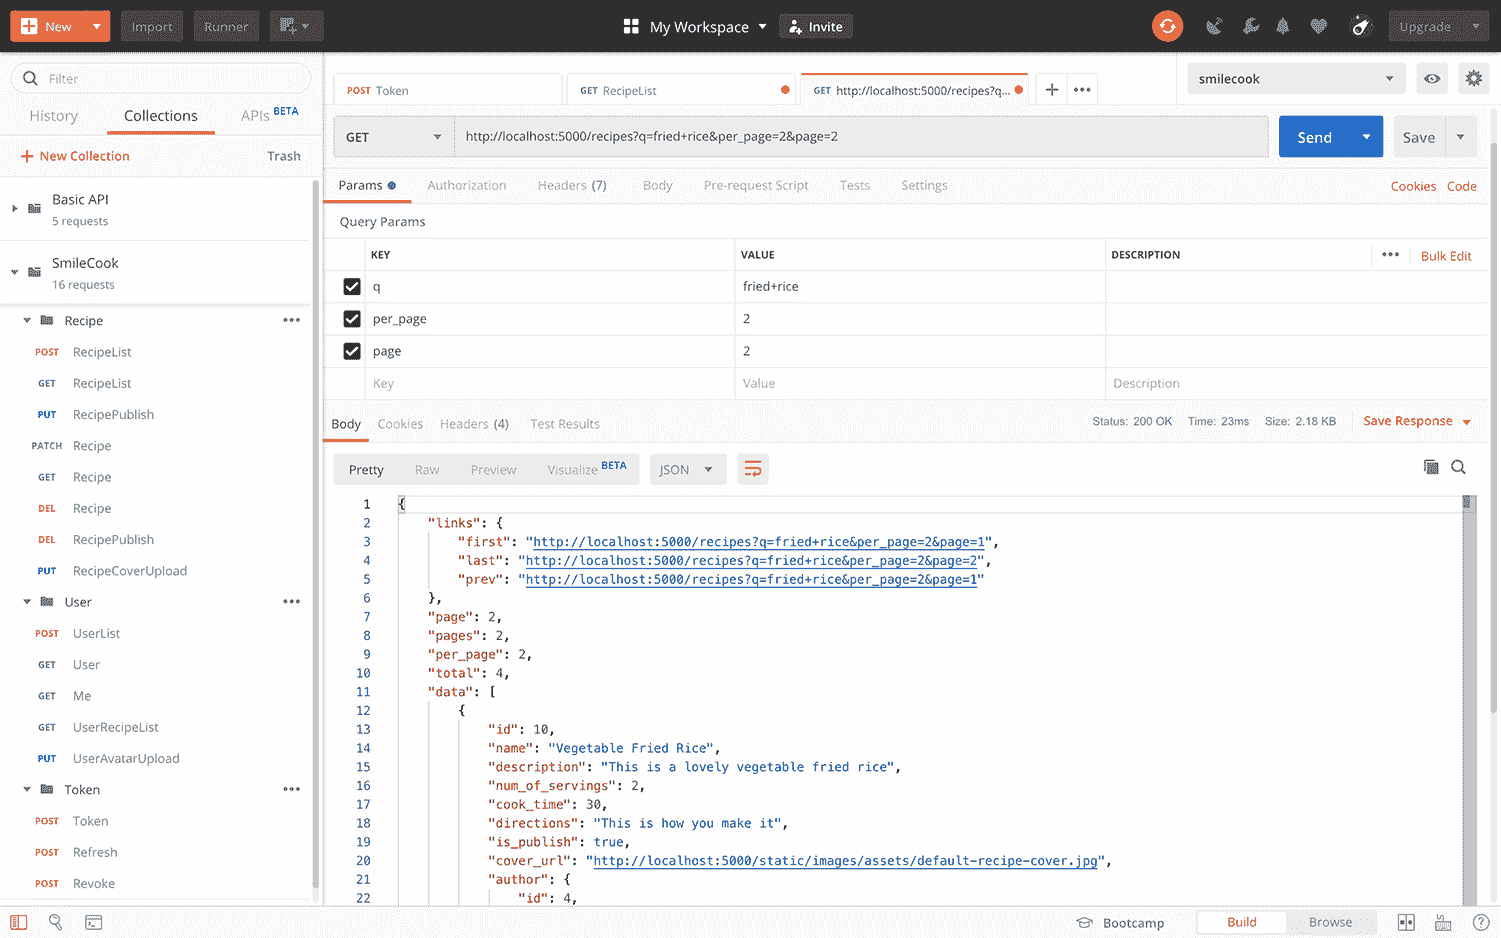 New
Import
Runner
My Workspace
Invite
Upgrade
Filter
History
Collections
APIs BETA
New Collection
Trash
Basic API
5 requests
SmileCook
16 requests
Recipe
POST RecipeList
GET RecipeList
PUT RecipePublish
PATCH Recipe
GET Recipe
DEL Recipe
DEL RecipePublish
PUT RecipeCoverUpload
User
POST UserList
GET User
GET Me
GET UserRecipeList
PUT UserAvatarUpload
Token
POST Token
POST Refresh
POST Revoke
POST Token
GET RecipeList
GET http://localhost:5000/recipes?q...
smilecook
GET
http://localhost:5000/recipes?q=fried+rice&per_page=2&page=2
Send
Save
Params
Authorization
Headers (7)
Body
Pre-request Script
Tests
Settings
Cookies
Code
Query Params
KEY VALUE DESCRIPTION
Bulk Edit
q fried+rice
per_page 2
page 2
Key Value Description
Body
Cookies
Headers (4)
Test Results
Status: 200 OK
Time: 23ms
Size: 2.18 KB
Save Response
Pretty
Raw
Preview
Visualize BETA
JSON
1 {
2 "links": {
3 "first": "http://localhost:5000/recipes?q=fried+rice&per_page=2&page=1",
4 "last": "http://localhost:5000/recipes?q=fried+rice&per_page=2&page=2",
5 "prev": "http://localhost:5000/recipes?q=fried+rice&per_page=2&page=1"
6 },
7 "page": 2,
8 "pages": 2,
9 "per_page": 2,
10 "total": 4,
11 "data": [
12 {
13 "id": 10,
14 "name": "Vegetable Fried Rice",
15 "description": "This is a lovely vegetable fried rice",
16 "num_of_servings": 2,
17 "cook_time": 30,
18 "directions": "This is how you make it",
19 "is_publish": true,
20 "cover_url": "http://localhost:5000/static/images/assets/default-recipe-cover.jpg",
21 "author": {
22 "id": 4,
Bootcamp
Build
Browse